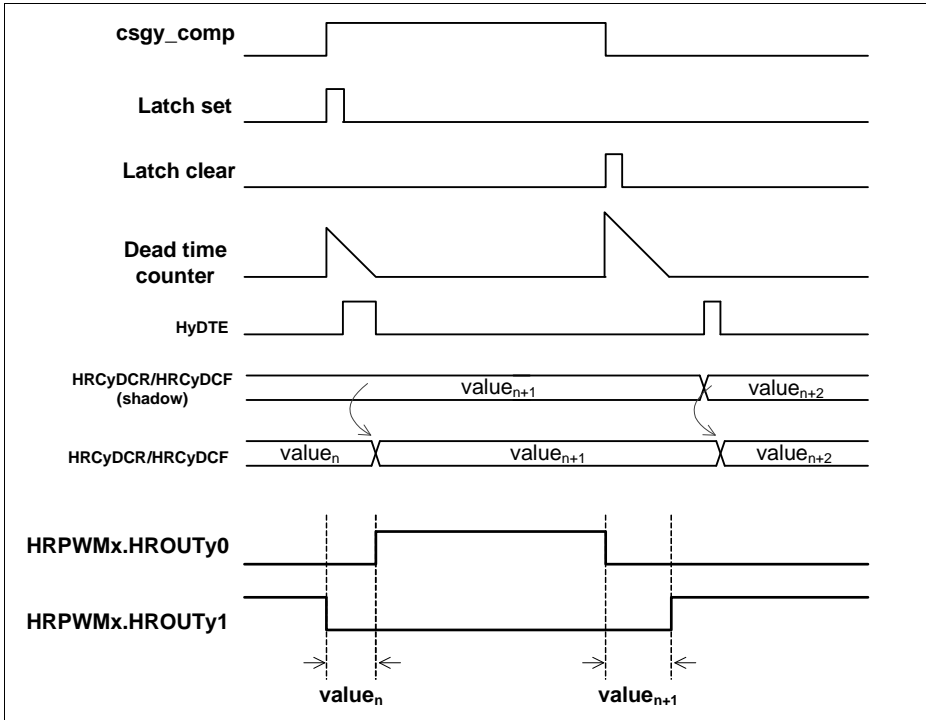 csgy_comp
Latch set
Latch clear
Dead time
counter
HyDTE
HRCyDCR/HRCyDCF
(shadow)
valuen+1
valuen+2
HRCyDCR/HRCyDCF
valuen
valuen+1
valuen+2
HRPWMx.HROUTy0
HRPWMx.HROUTy1
valuen
valuen+1